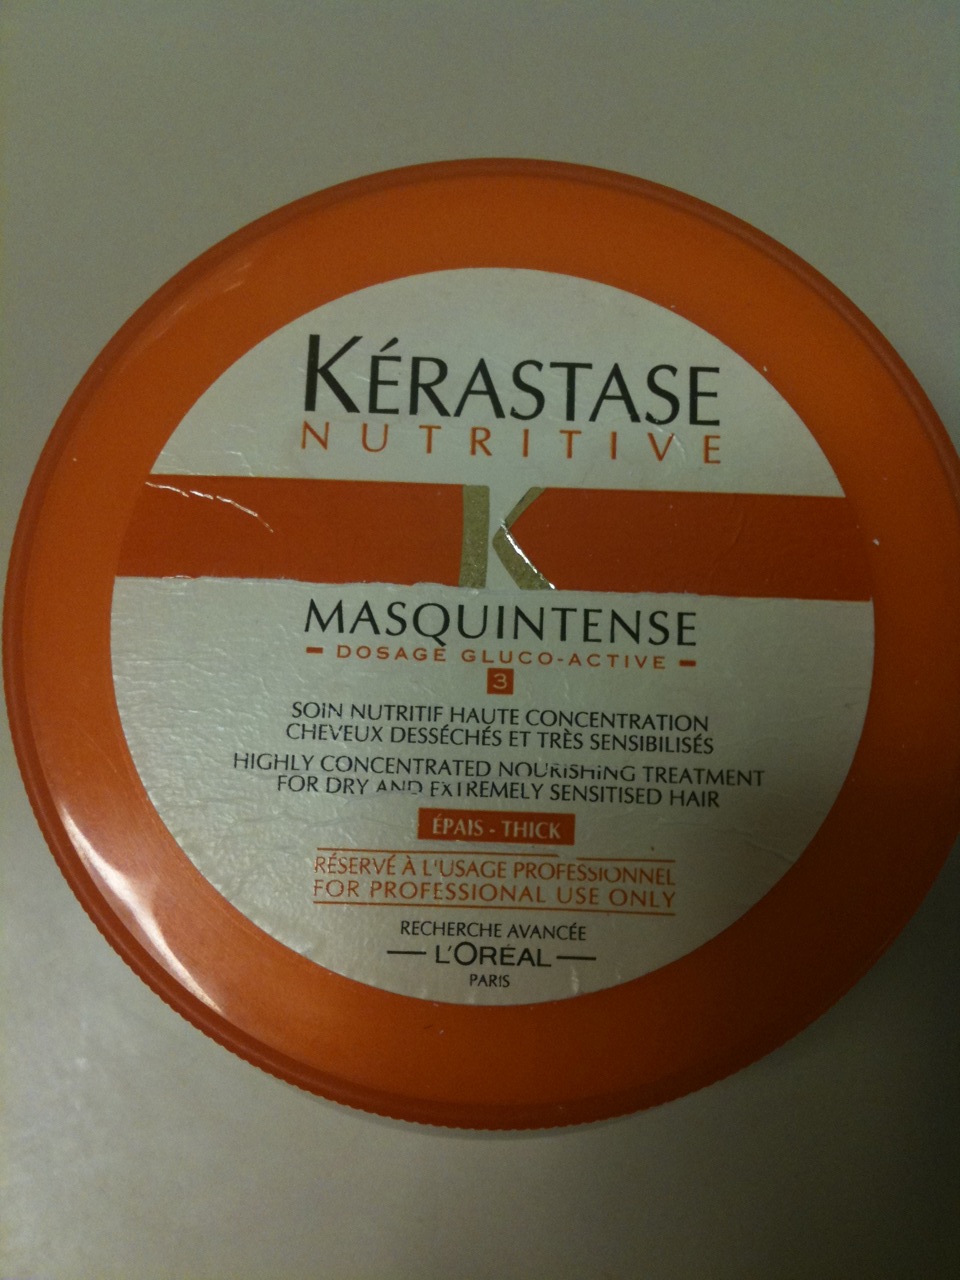 KÉRASTASE
NUTRITIVE
K
MASQUINTENSE
DOSAGE GLUCO-ACTIVE
3
SOIN NUTRITIF HAUTE CONCENTRATION
CHEVEUX DESSÉCHÉS ET TRÈS SENSIBILISÉS
HIGHLY CONCENTRATED NOURISHING TREATMENT
FOR DRY AND EXTREMELY SENSITISED HAIR
ÉPAIS - THICK
RÉSERVÉ À L'USAGE PROFESSIONNEL
FOR PROFESSIONAL USE ONLY
RECHERCHE AVANCÉE
L'ORÉAL
PARIS